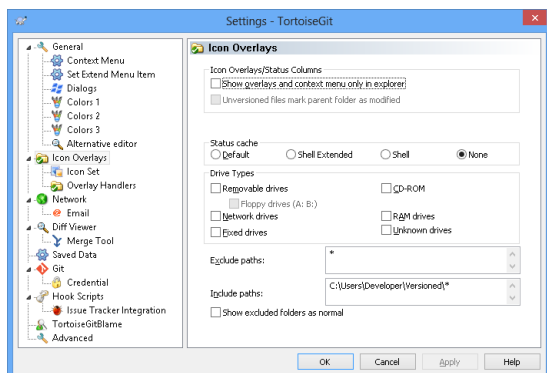 Settings - TortoiseGit
General
Context Menu
Set Extend Menu Item
Dialogs
Colors 1
Colors 2
Colors 3
Alternative editor
Icon Overlays
Icon Set
Overlay Handlers
Network
Email
Diff Viewer
Merge Tool
Saved Data
Git
Credential
Hook Scripts
Issue Tracker Integration
TortoiseGitBlame
Advanced
Icon Overlays
Icon Overlays/Status Columns
Show overlays and context menu only in explorer
Unversioned files mark parent folder as modified
Status cache
Default Shell Extended Shell None
Drive Types
Removable drives CD-ROM
Floppy drives (A: B:)
Network drives RAM drives
Fixed drives Unknown drives
Exclude paths: *
Include paths: C:\Users\Developer\Versioned\*
Show excluded folders as normal
OK Cancel Apply Help